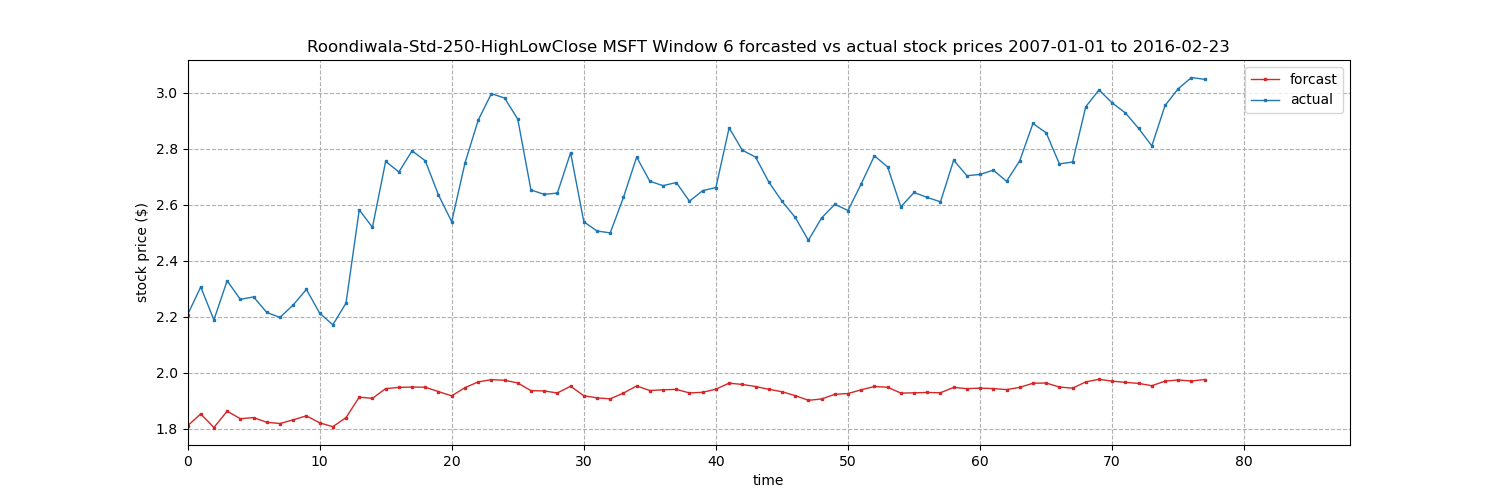 Roondiwala-Std-250-HighLowClose MSFT Window 6 forcasted vs actual stock prices 2007-01-01 to 2016-02-23
forcast
actual
3.0
2.8
2.6
2.4
2.2
2.0
1.8
stock price ($)
0 10 20 30 40 50 60 70 80
time